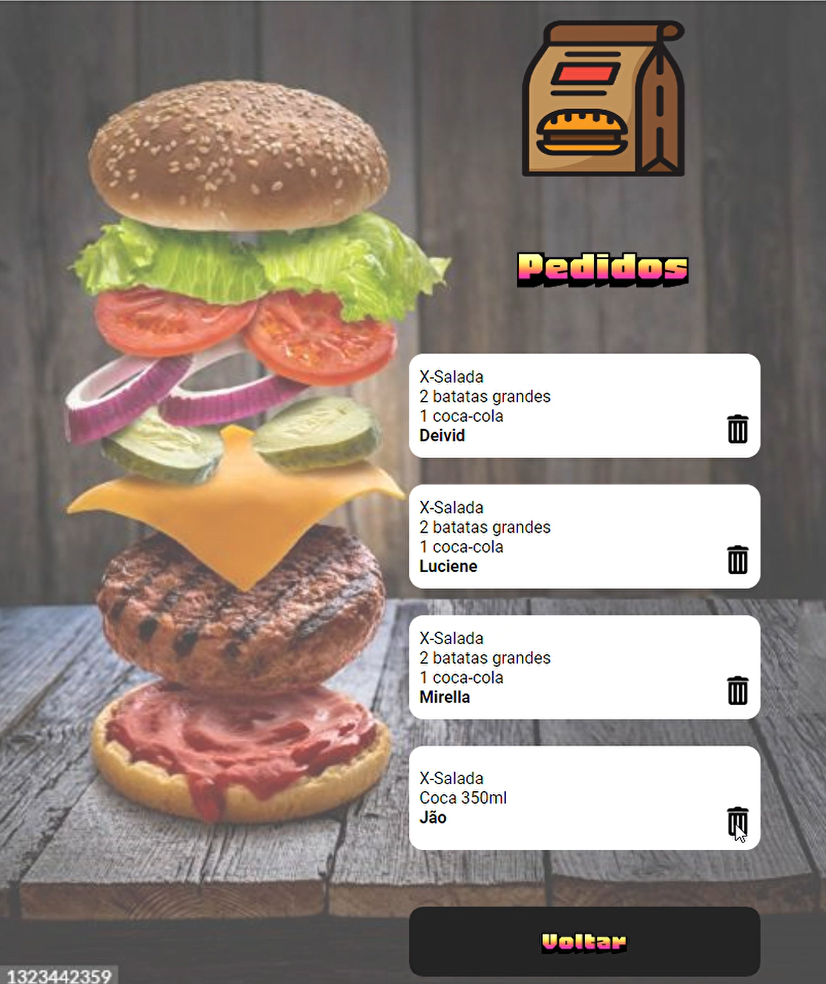 Pedidos
X-Salada
2 batatas grandes
1 coca-cola
Deivid
X-Salada
2 batatas grandes
1 coca-cola
Luciene
X-Salada
2 batatas grandes
1 coca-cola
Mirella
X-Salada
Coca 350ml
Jão
Voltar
1323442359